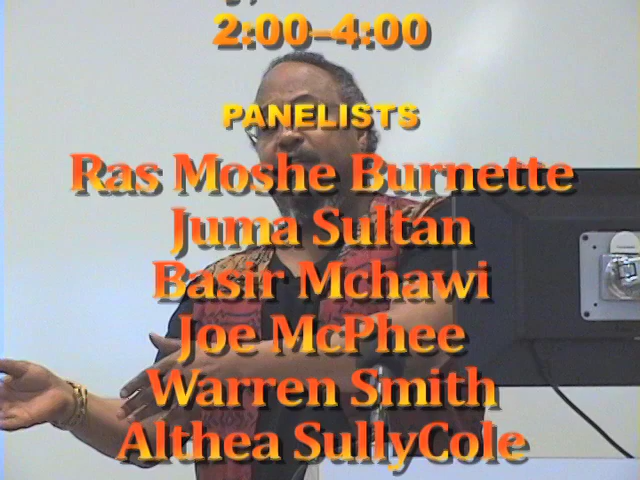 2:00–4:00
PANELISTS
Ras Moshe Burnette
Juma Sultan
Basir Mchawi
Joe McPhee
Warren Smith
Althea SullyCole